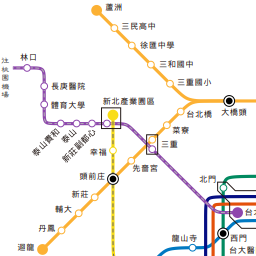 蘆洲
三民高中
徐匯中學
三和國中
三重國小
大橋頭
台北橋
菜寮
三重
先嗇宮
頭前庄
新莊
輔大
丹鳳
迴龍
往桃園機場
林口
長庚醫院
體育大學
泰山貴和
泰山
新莊副都心
新北產業園區
幸福
北門
台
西門
龍山寺
台大醫